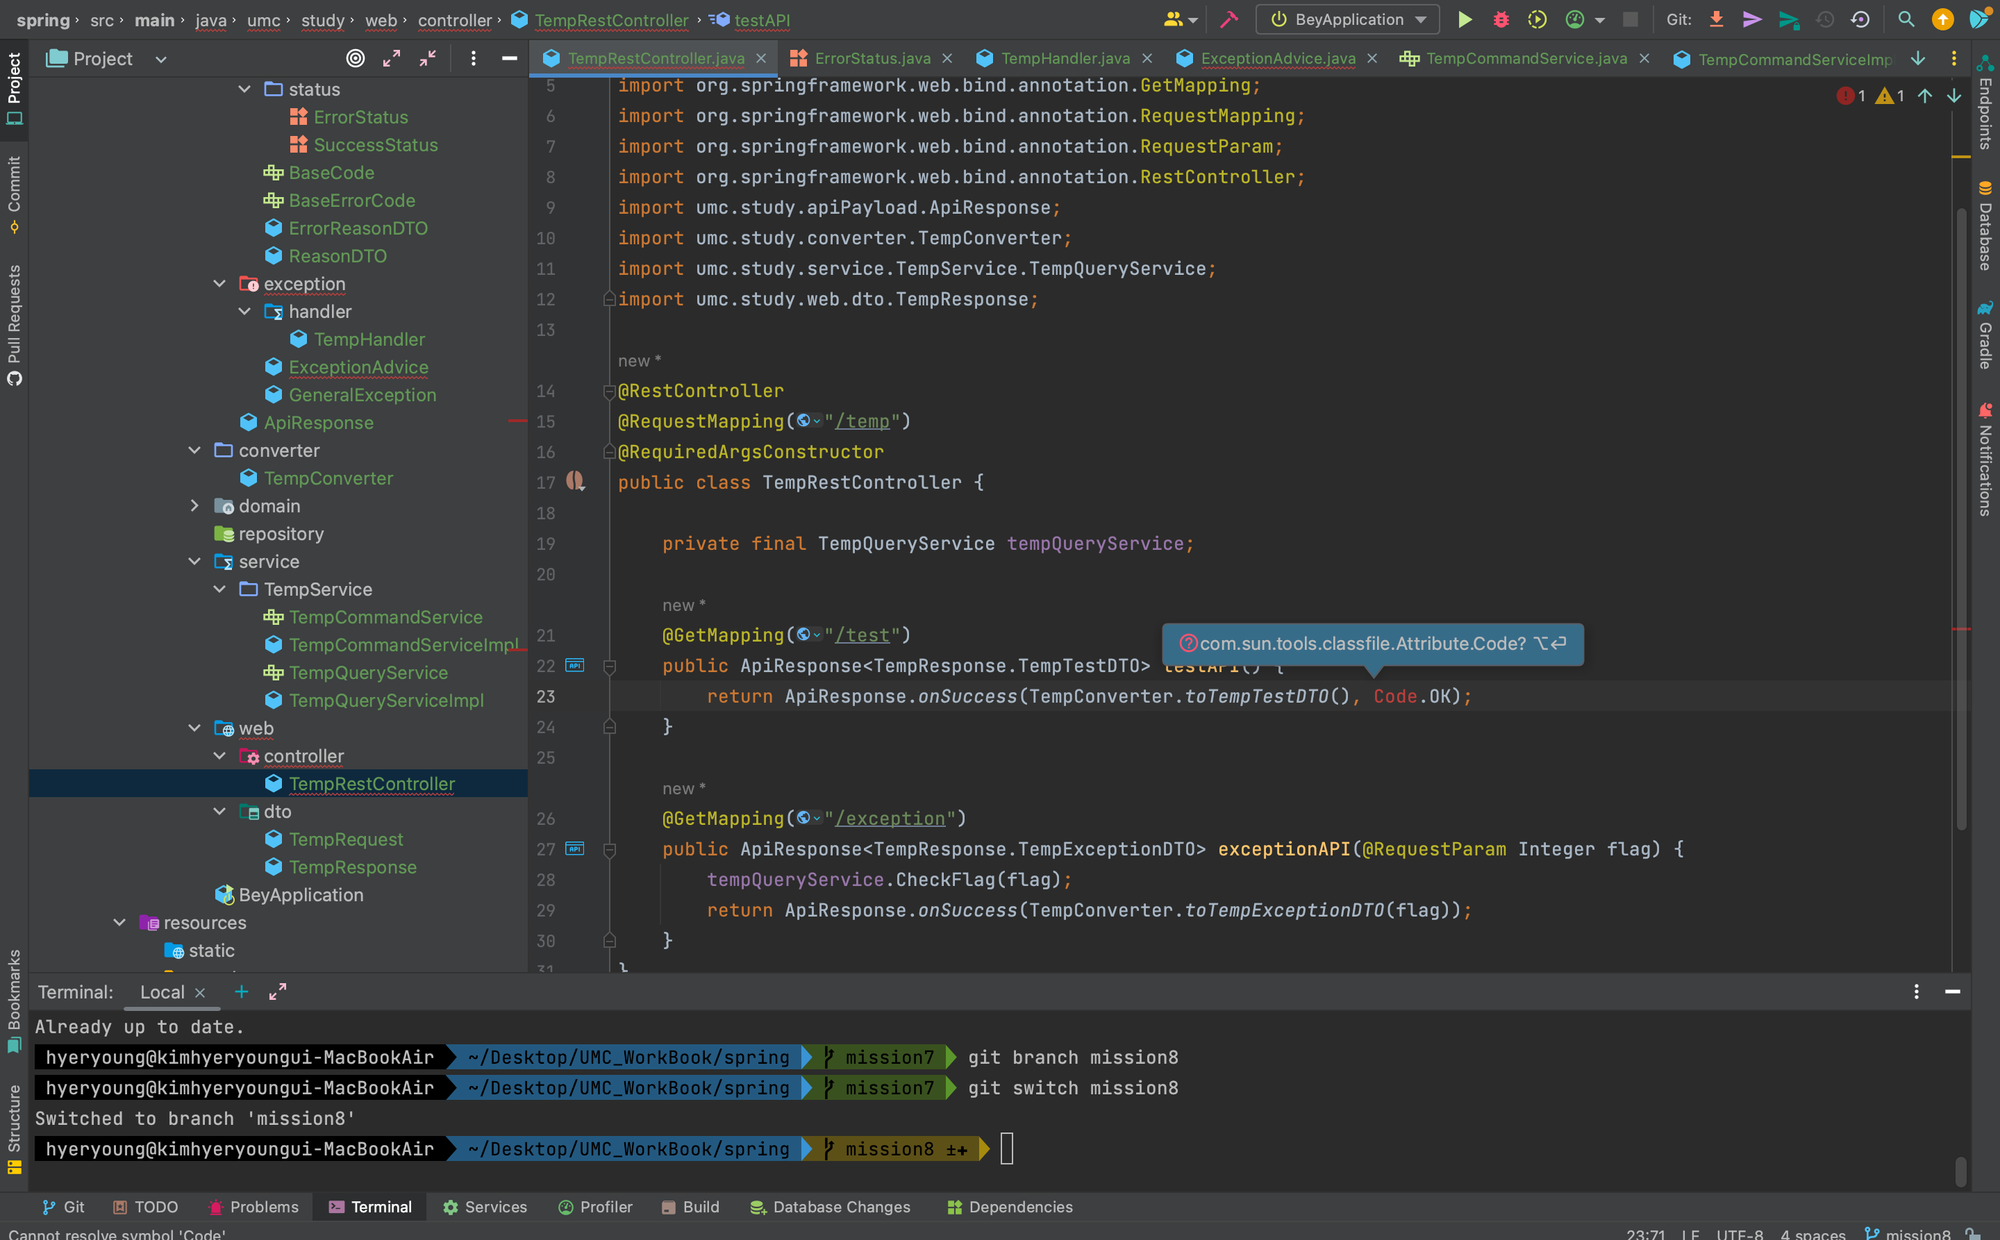 spring › src › main › java › umc › study › web › controller › TempRestController › testAPI
BeyApplication
Git:
Project
TempRestController.java
ErrorStatus.java
TempHandler.java
ExceptionAdvice.java
TempCommandService.java
TempCommandServiceImp
Project
Commit
Pull Requests
Bookmarks
Structure
status
ErrorStatus
SuccessStatus
BaseCode
BaseErrorCode
ErrorReasonDTO
ReasonDTO
exception
handler
TempHandler
ExceptionAdvice
GeneralException
ApiResponse
converter
TempConverter
domain
repository
service
TempService
TempCommandService
TempCommandServiceImpl
TempQueryService
TempQueryServiceImpl
web
controller
TempRestController
dto
TempRequest
TempResponse
BeyApplication
resources
static
1 1
5 import org.springframework.web.bind.annotation.GetMapping;
6 import org.springframework.web.bind.annotation.RequestMapping;
7 import org.springframework.web.bind.annotation.RequestParam;
8 import org.springframework.web.bind.annotation.RestController;
9 import umc.study.apiPayload.ApiResponse;
10 import umc.study.converter.TempConverter;
11 import umc.study.service.TempService.TempQueryService;
12 import umc.study.web.dto.TempResponse;
13
new *
14 @RestController
15 @RequestMapping("/temp")
16 @RequiredArgsConstructor
17 public class TempRestController {
18
19 private final TempQueryService tempQueryService;
20
new *
21 @GetMapping("/test")
com.sun.tools.classfile.Attribute.Code? ⌥⏎
22 public ApiResponse<TempResponse.TempTestDTO> testAPI() {
23 return ApiResponse.onSuccess(TempConverter.toTempTestDTO(), Code.OK);
24 }
25
new *
26 @GetMapping("/exception")
27 public ApiResponse<TempResponse.TempExceptionDTO> exceptionAPI(@RequestParam Integer flag) {
28 tempQueryService.CheckFlag(flag);
29 return ApiResponse.onSuccess(TempConverter.toTempExceptionDTO(flag));
30 }
31 }
Endpoints
Database
Gradle
Notifications
Terminal: Local
Already up to date.
hyeryoung@kimhyeryoungui-MacBookAir ~/Desktop/UMC_WorkBook/spring mission7 git branch mission8
hyeryoung@kimhyeryoungui-MacBookAir ~/Desktop/UMC_WorkBook/spring mission7 git switch mission8
Switched to branch 'mission8'
hyeryoung@kimhyeryoungui-MacBookAir ~/Desktop/UMC_WorkBook/spring mission8 ±✚
Git TODO Problems Terminal Services Profiler Build Database Changes Dependencies
Cannot resolve symbol 'Code' 23:71 LF UTF-8 4 spaces mission8